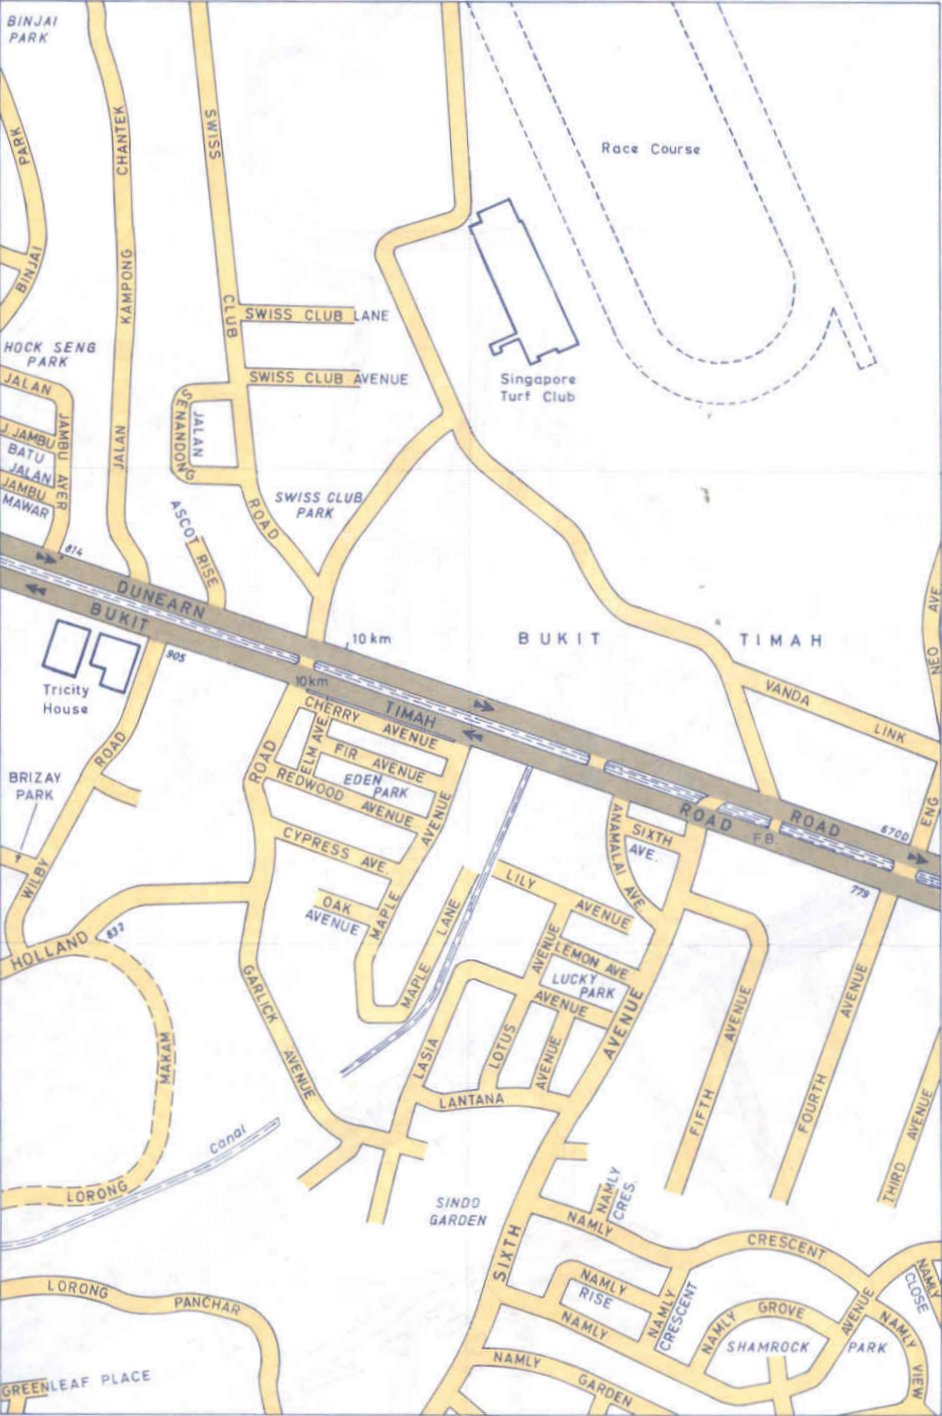 BINJAI
PARK
PARK
BINJAI
CHANTEK
KAMPONG
JALAN
SWISS
CLUB
ROAD
Race Course
SWISS CLUB LANE
SWISS CLUB AVENUE
Singapore
Turf Club
HOCK SENG
PARK
JALAN
JAMBU
AYER
J. JAMBU
BATU
JALAN
JAMBU
MAWAR
SENANDONG
JALAN
SWISS CLUB
PARK
ASCOT RISE
814
DUNEARN
BUKIT
905
10 km
10 km
BUKIT TIMAH
NEO AVE
VANDA LINK
Tricity
House
CHERRY AVENUE
TIMAH
ELM AVE
FIR AVENUE
EDEN
PARK
REDWOOD AVENUE
ROAD
ROAD
BRIZAY
PARK
WILBY
CYPRESS AVE.
OAK
AVENUE
MAPLE
AVENUE
MAPLE
LANE
ANAMALAI AVE.
SIXTH
AVE.
ROAD
F.B.
ROAD
670D
779
ENG
LILY AVENUE
LEMON AVE
AVENUE
LUCKY
PARK
AVENUE
LOTUS
AVENUE
LASIA
LANTANA
AVENUE
FIFTH
AVENUE
FOURTH
AVENUE
THIRD
AVENUE
HOLLAND
832
GARLICK
AVENUE
MAKAM
LORONG
Canal
SINDO
GARDEN
SIXTH
NAMLY
CRES.
NAMLY
CRESCENT
NAMLY
RISE
NAMLY
NAMLY
CRESCENT
NAMLY
GROVE
AVENUE
NAMLY
CLOSE
NAMLY
VIEW
SHAMROCK PARK
NAMLY
GARDEN
LORONG
PANCHAR
GREENLEAF PLACE